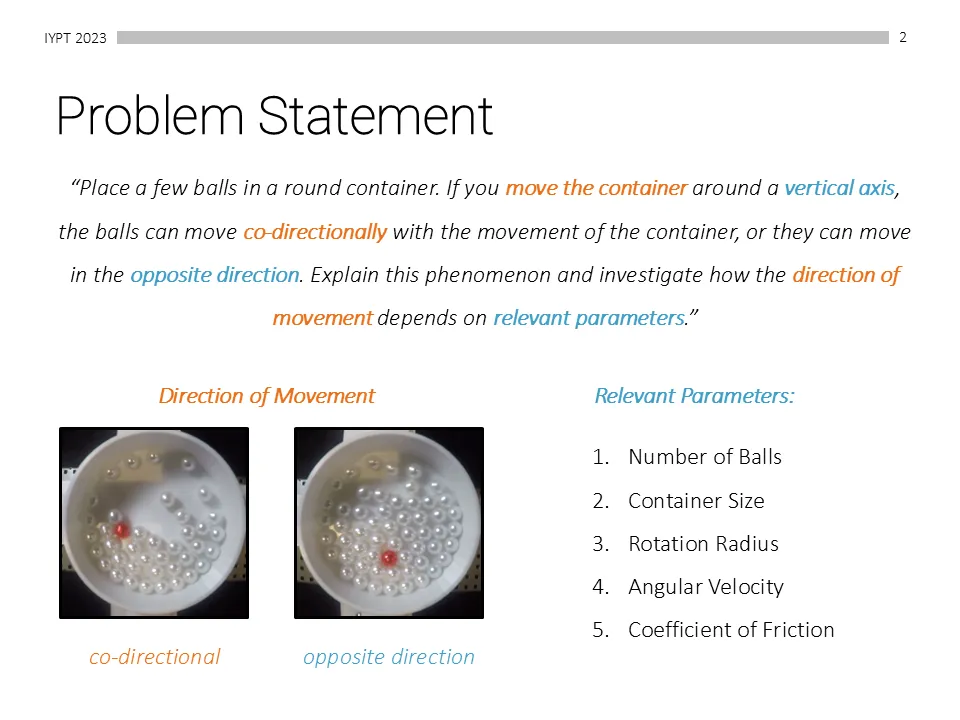 IYPT 2023
2
Problem Statement
“Place a few balls in a round container. If you move the container around a vertical axis,
the balls can move co-directionally with the movement of the container, or they can move
in the opposite direction. Explain this phenomenon and investigate how the direction of
movement depends on relevant parameters.”
Direction of Movement
Relevant Parameters:
1. Number of Balls
2. Container Size
3. Rotation Radius
4. Angular Velocity
5. Coefficient of Friction
co-directional
opposite direction